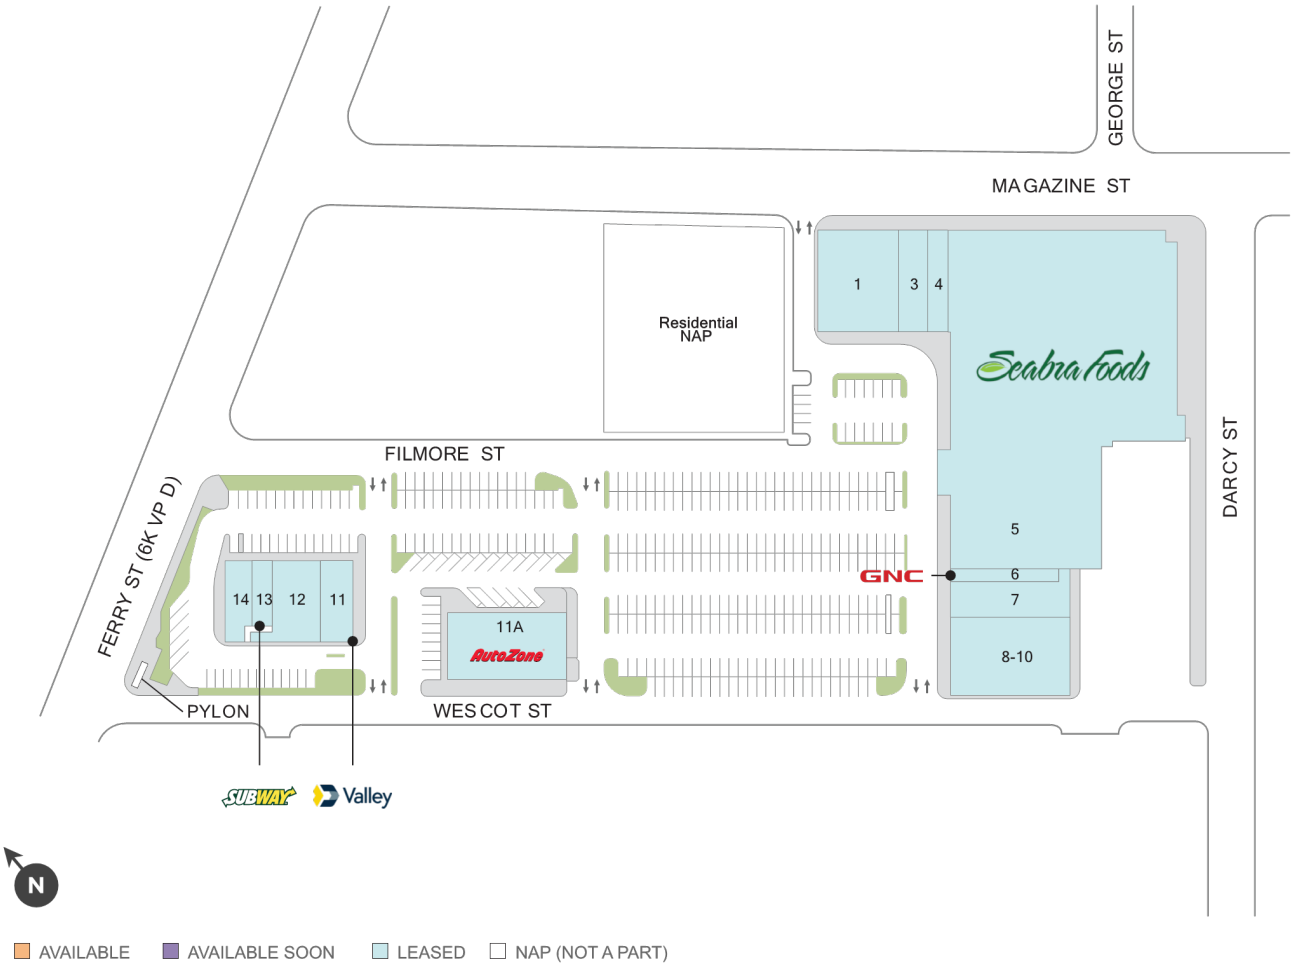 GEORGE ST
MAGAZINE ST
1
3
4
Residential
NAP
Seabra Foods
DARCY ST
FILMORE ST
FERRY ST (6K VPD)
5
GNC
6
7
14
13
12
11
11A
AutoZone
8-10
PYLON
WESCOT ST
SUBWAY
Valley
N
AVAILABLE
AVAILABLE SOON
LEASED
NAP (NOT A PART)